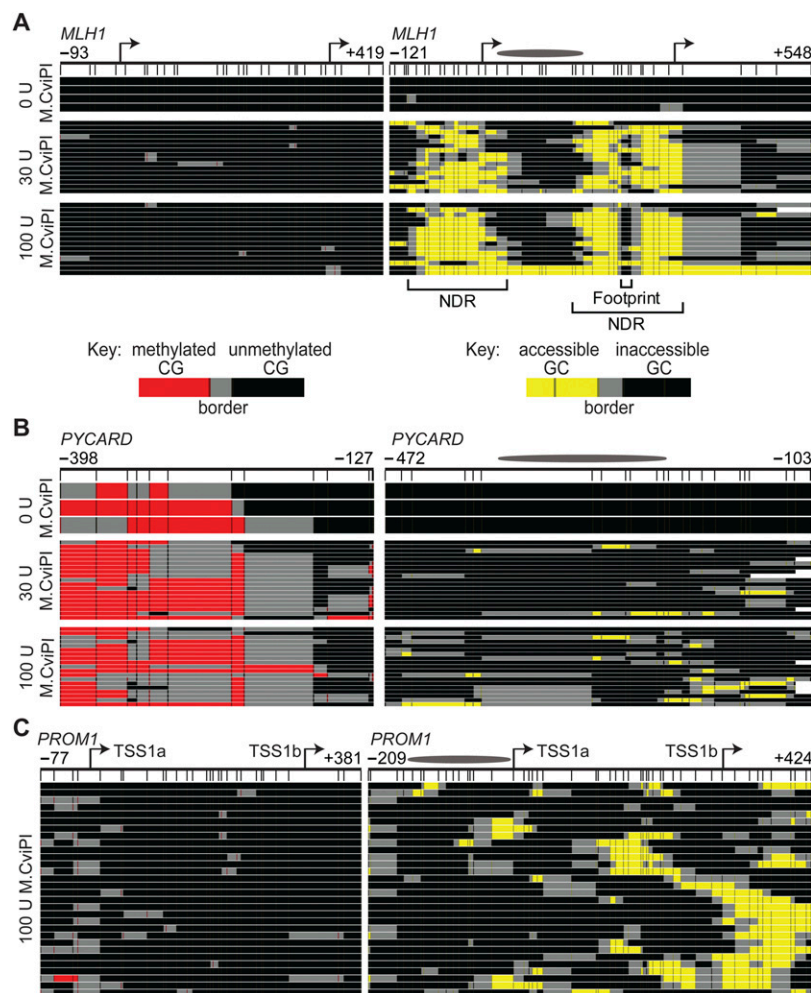 A
MLH1
−93
+419
MLH1
−121
+548
0 U
M.CviPI
30 U
M.CviPI
100 U
M.CviPI
NDR
Footprint
NDR
Key: methylated CG
unmethylated CG
border
Key: accessible GC
inaccessible GC
border
B
PYCARD
−398
−127
PYCARD
−472
−103
0 U
M.CviPI
30 U
M.CviPI
100 U
M.CviPI
C
PROM1
−77
TSS1a
TSS1b
+381
PROM1
−209
TSS1a
TSS1b
+424
100 U M.CviPI